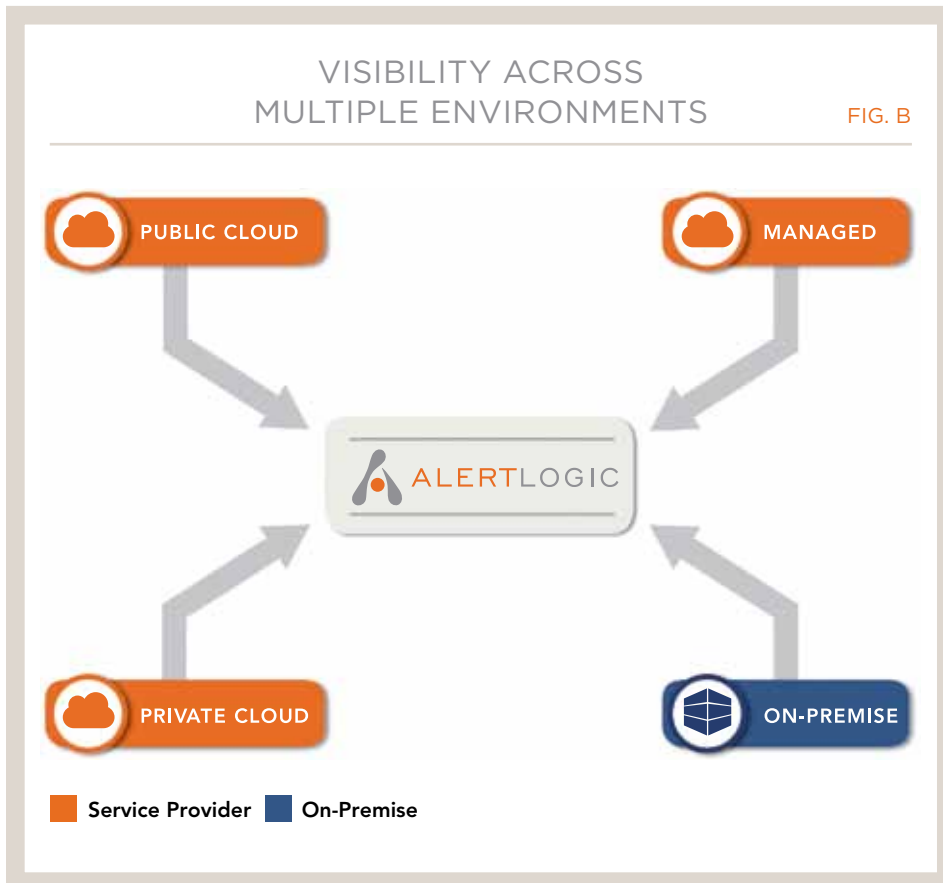 VISIBILITY ACROSS
MULTIPLE ENVIRONMENTS
FIG. B
PUBLIC CLOUD
MANAGED
ALERTLOGIC
PRIVATE CLOUD
ON-PREMISE
Service Provider
On-Premise